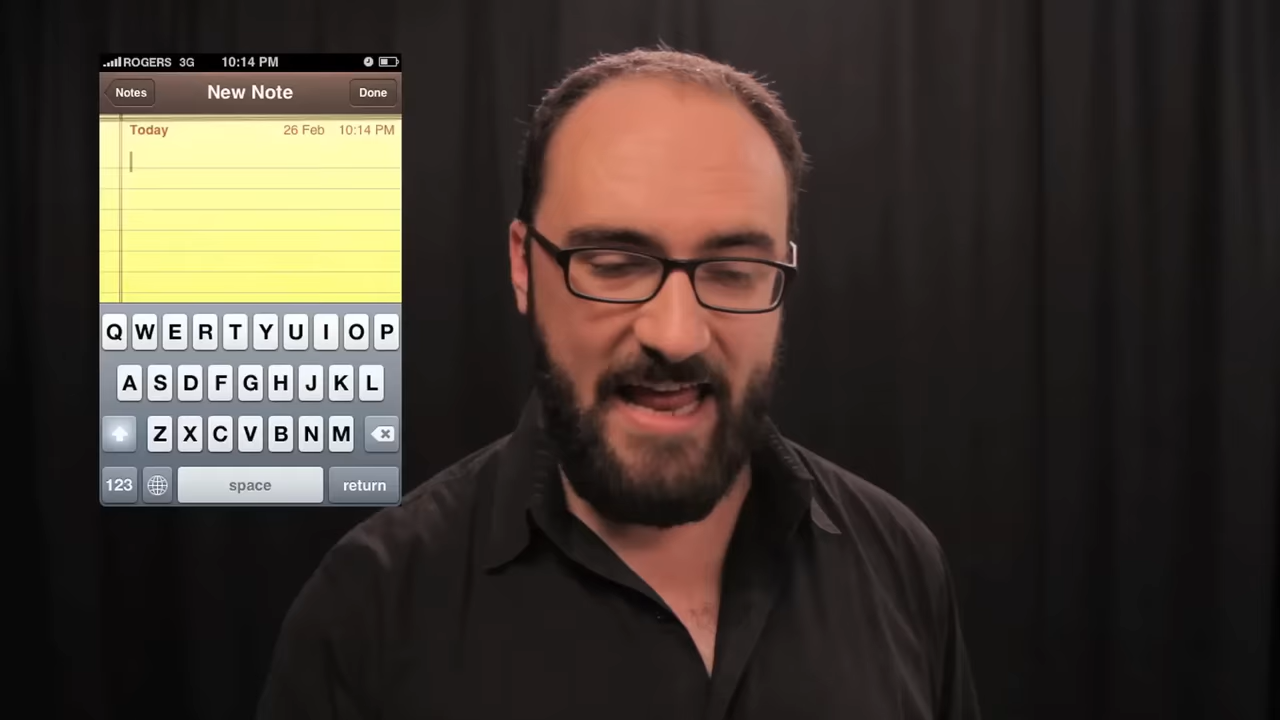 ROGERS 3G 10:14 PM
Notes New Note Done
Today 26 Feb 10:14 PM
Q W E R T Y U I O P
A S D F G H J K L
Z X C V B N M
123 space return